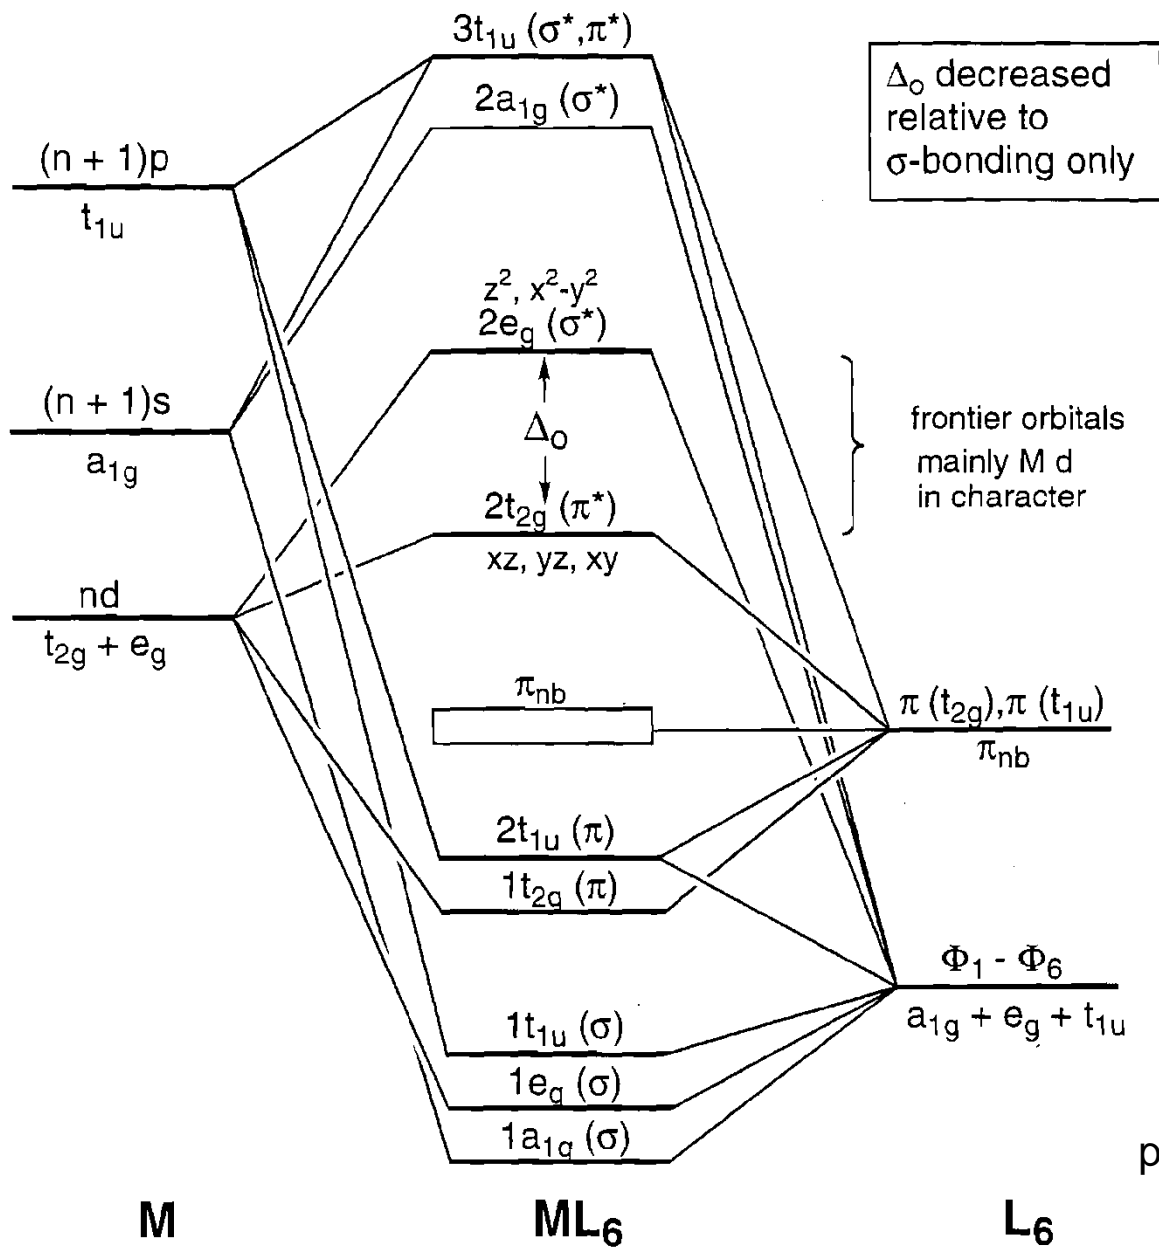 3t₁ᵤ (σ*,π*)
Δₒ decreased
relative to
σ-bonding only
2a₁g (σ*)
(n + 1)p
t₁ᵤ
z², x²-y²
2eg (σ*)
(n + 1)s
a₁g
Δₒ
frontier orbitals
mainly M d
in character
2t₂g (π*)
xz, yz, xy
nd
t₂g + eg
πnb
π (t₂g),π (t₁ᵤ)
πnb
2t₁ᵤ (π)
1t₂g (π)
Φ₁ - Φ₆
a₁g + eg + t₁ᵤ
1t₁ᵤ (σ)
1eg (σ)
1a₁g (σ)
p
M
ML₆
L₆